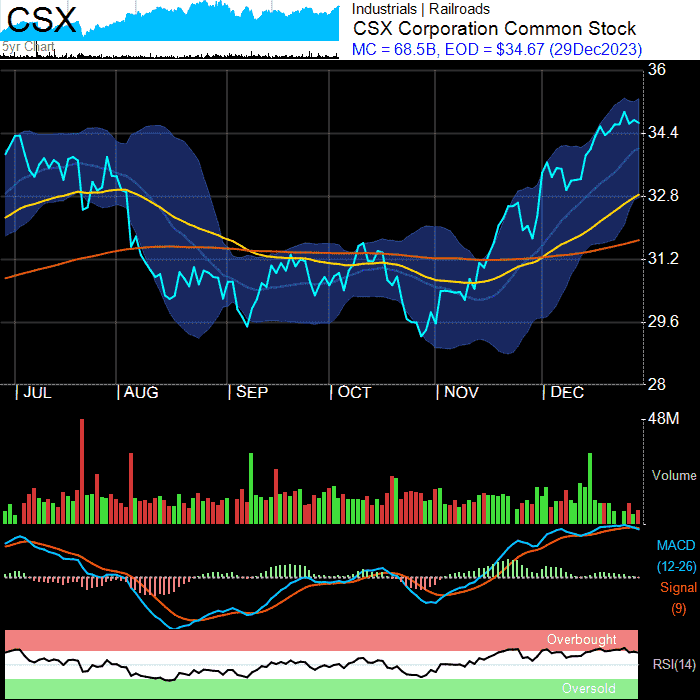 CSX
5yr Chart
Industrials | Railroads
CSX Corporation Common Stock
MC = 68.5B, EOD = $34.67 (29Dec2023)
36
34.4
32.8
31.2
29.6
28
| JUL | AUG | SEP | OCT | NOV | DEC
48M
Volume
MACD
(12-26)
Signal
(9)
Overbought
RSI(14)
Oversold